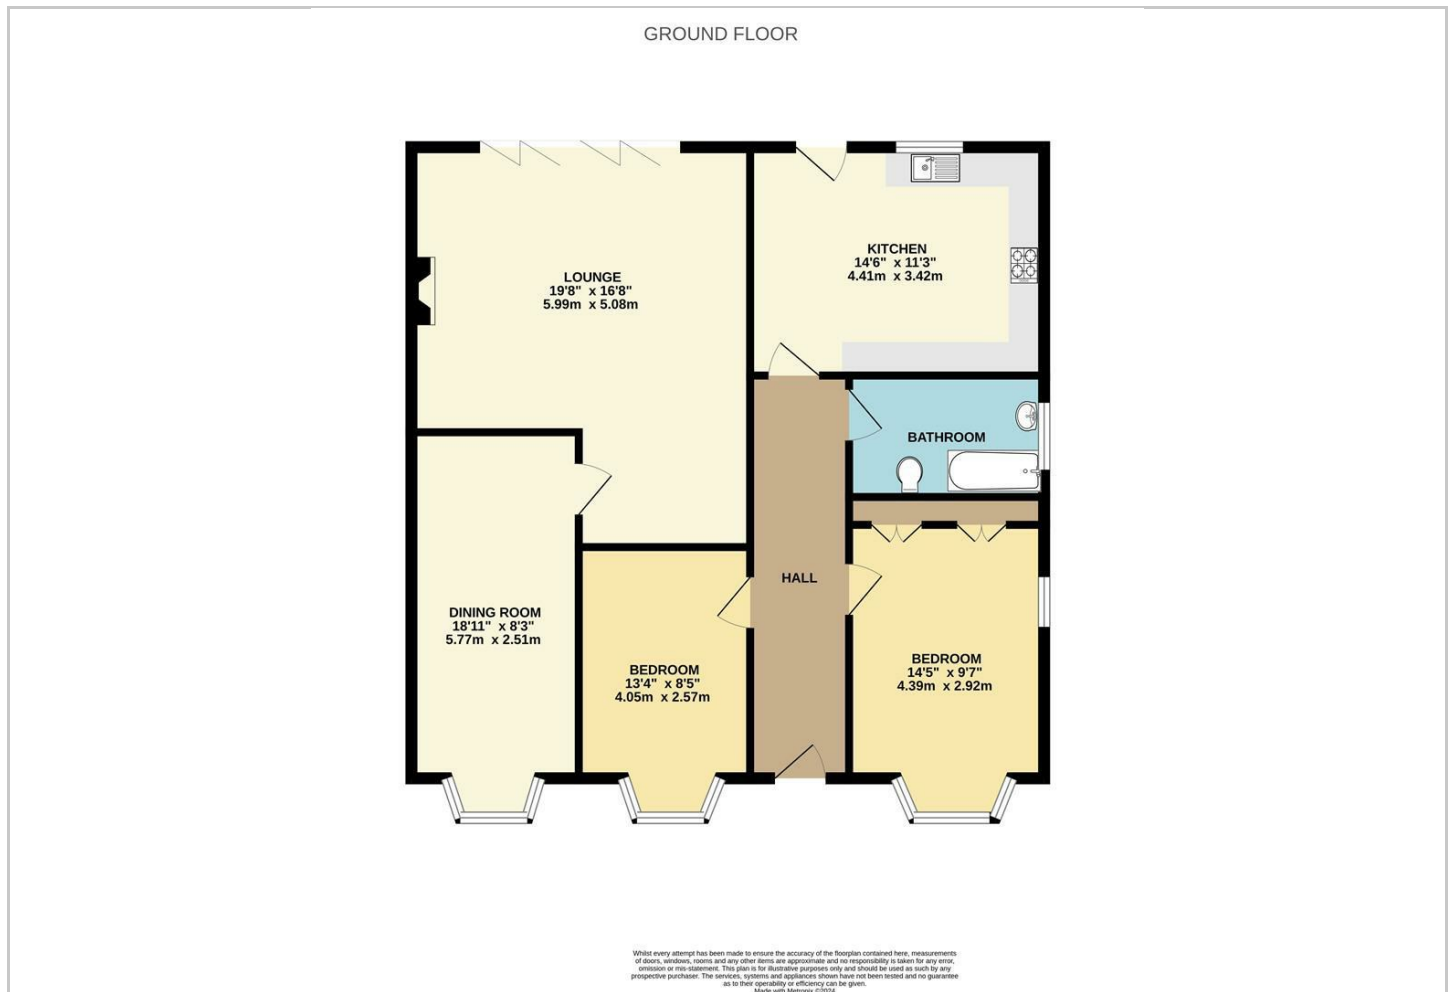 GROUND FLOOR
KITCHEN
14'6" x 11'3"
4.41m x 3.42m
LOUNGE
19'8" x 16'8"
5.99m x 5.08m
BATHROOM
HALL
DINING ROOM
18'11" x 8'3"
5.77m x 2.51m
BEDROOM
13'4" x 8'5"
4.05m x 2.57m
BEDROOM
14'5" x 9'7"
4.39m x 2.92m
Whilst every attempt has been made to ensure the accuracy of the floorplan contained here, measurements
of doors, windows, rooms and any other items are approximate and no responsibility is taken for any error,
omission or mis-statement. This plan is for illustrative purposes only and should be used as such by any
prospective purchaser. The services, systems and appliances shown have not been tested and no guarantee
as to their operability or efficiency can be given.
Made with Metropix ©2024